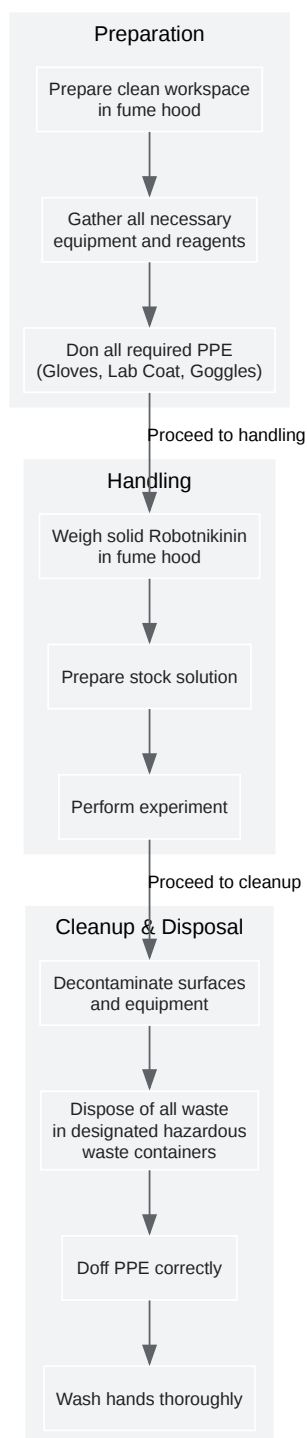 Preparation
Prepare clean workspace
in fume hood
Gather all necessary
equipment and reagents
Don all required PPE
(Gloves, Lab Coat, Goggles)
Proceed to handling
Handling
Weigh solid Robotnikinin
in fume hood
Prepare stock solution
Perform experiment
Proceed to cleanup
Cleanup & Disposal
Decontaminate surfaces
and equipment
Dispose of all waste
in designated hazardous
waste containers
Doff PPE correctly
Wash hands thoroughly